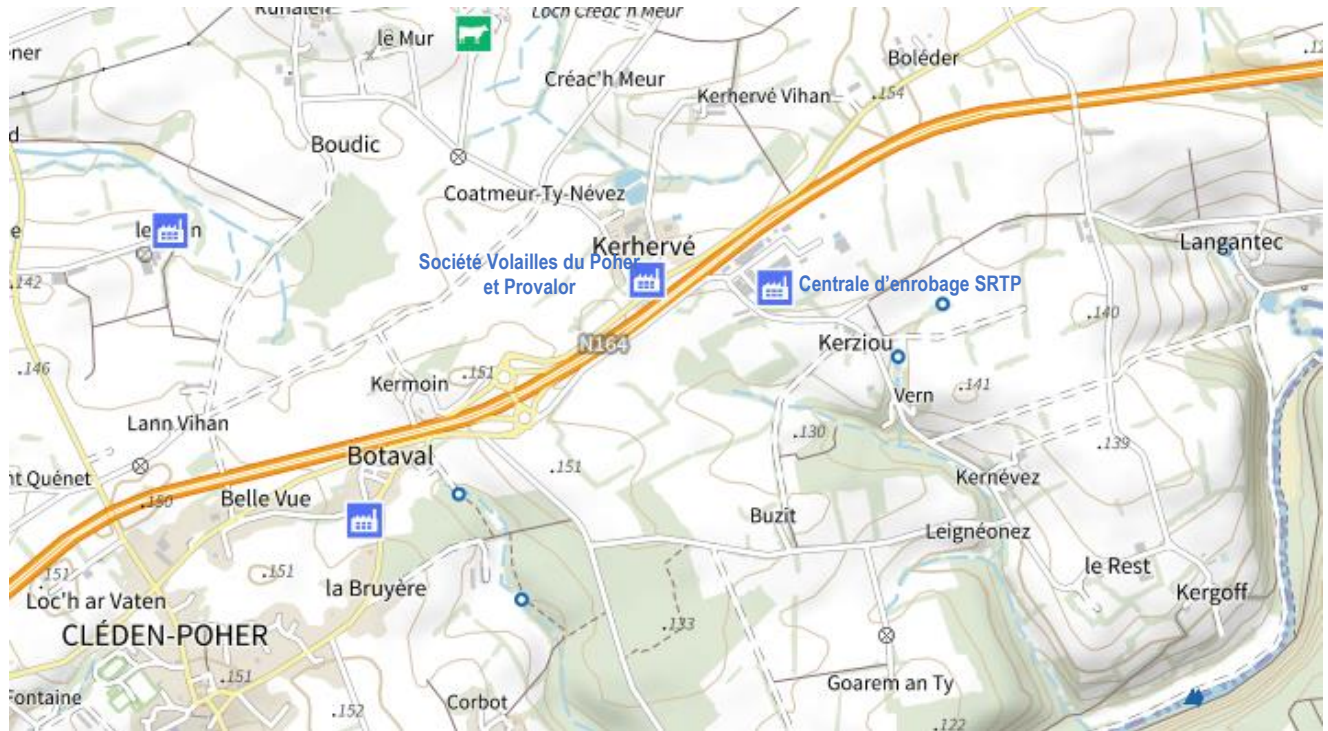 Loch Créac'h Meur
le Mur
ener
Boléder
Créac'h Meur
Kerhervé Vihan
.154
Boudic
Coatmeur-Ty-Névez
Kerhervé
Langantec
Société Volailles du Poher
et Provalor
Centrale d'enrobage SRTP
.142
.140
N164
Kerziou
.146
Kermoin
.151
.141
Vern
Lann Vihan
.130
.139
Botaval
.151
nt Quénet
Kernévez
.150
Belle Vue
Buzit
Leignéonez
.151
.151
la Bruyère
le Rest
Loc'h ar Vaten
Kergoff
.133
CLÉDEN-POHER
.151
Goarem an Ty
Fontaine
Corbot
.152
.122